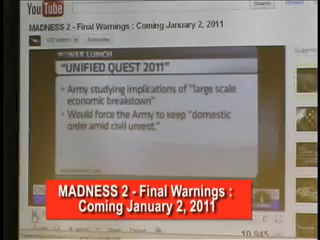 YouTube
Search
MADNESS 2 - Final Warnings : Coming January 2, 2011
Subscribe
POWER LUNCH
"UNIFIED QUEST 2011"
• Army studying implications of "large scale
economic breakdown"
• Would force the Army to keep "domestic
order amid civil unrest."
MADNESS 2 - Final Warnings :
Coming January 2, 2011
10,945